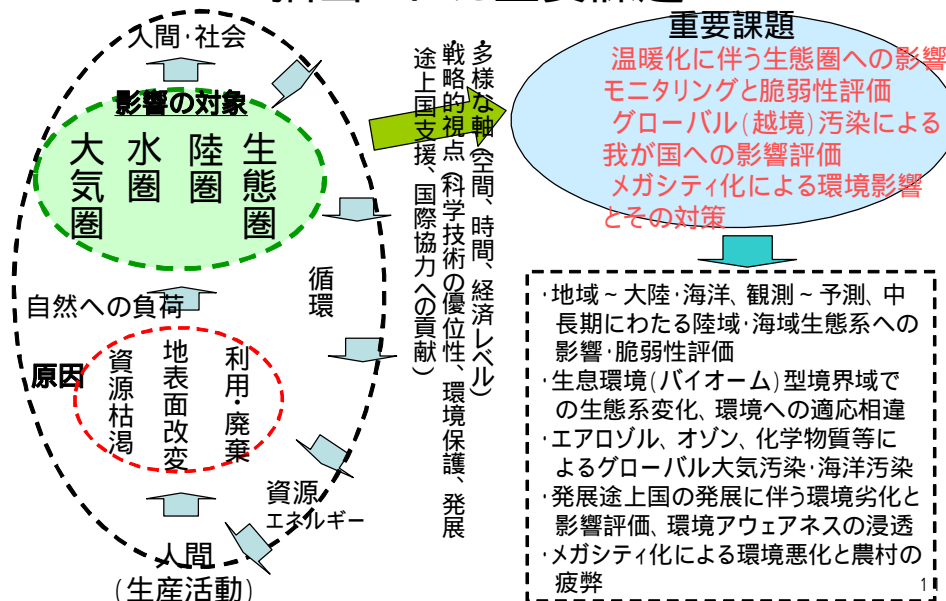 人間・社会
影響の対象
大気圏
水圏
陸圏
生態圏
自然への負荷
循環
原因
資源枯渇
地表面改変
利用・廃棄
資源
エネルギー
人間
(生産活動)
・多様な軸(空間、時間、経済レベル)
・戦略的視点(科学技術の優位性、環境保護、発展
途上国支援、国際協力への貢献)
重要課題
温暖化に伴う生態圏への影響
モニタリングと脆弱性評価
グローバル(越境)汚染による
我が国への影響評価
メガシティ化による環境影響
とその対策
・地域~大陸・海洋、観測~予測、中
長期にわたる陸域・海域生態系への
影響・脆弱性評価
・生息環境(バイオーム)型境界域で
の生態系変化、環境への適応相違
・エアロゾル、オゾン、化学物質等に
よるグローバル大気汚染・海洋汚染
・発展途上国の発展に伴う環境劣化と
影響評価、環境アウェアネスの浸透
・メガシティ化による環境悪化と農村の
疲弊
1